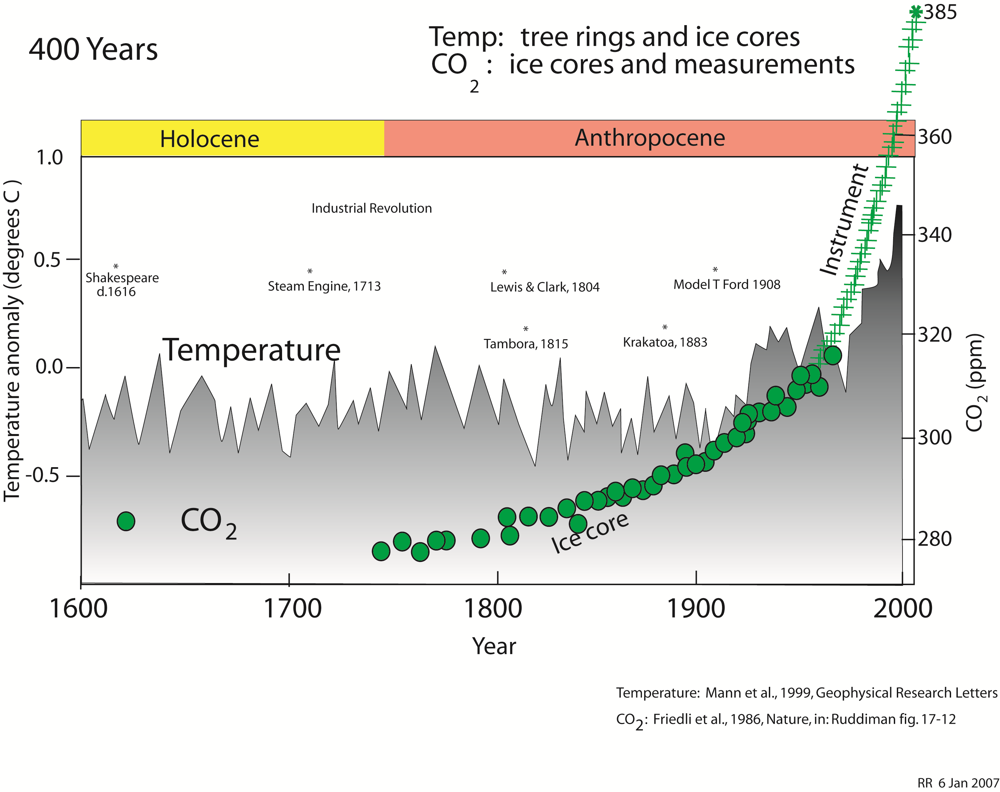 385
400 Years
Temp: tree rings and ice cores
CO2 : ice cores and measurements
Holocene
Anthropocene
360
1.0
Industrial Revolution
Instrument
340
0.5
*
Shakespeare
d.1616
*
Steam Engine, 1713
*
Lewis & Clark, 1804
*
Model T Ford 1908
*
Tambora, 1815
*
Krakatoa, 1883
320
Temperature
0.0
300
-0.5
CO2
Ice core
280
Temperature anomaly (degrees C )
CO2 (ppm)
1600
1700
1800
1900
2000
Year
Temperature: Mann et al., 1999, Geophysical Research Letters
CO2: Friedli et al., 1986, Nature, in: Ruddiman fig. 17-12
RR 6 Jan 2007